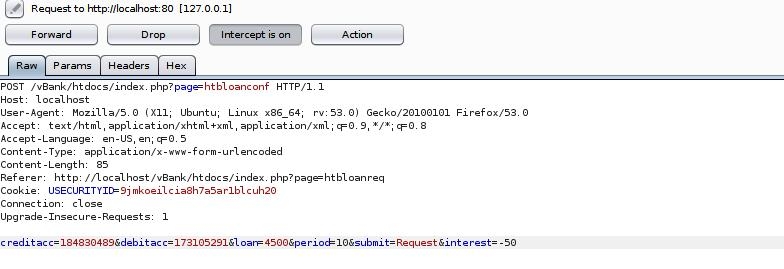 Request to http://localhost:80 [127.0.0.1]
Forward Drop Intercept is on Action
Raw Params Headers Hex
POST /vBank/htdocs/index.php?page=htbloanconf HTTP/1.1
Host: localhost
User-Agent: Mozilla/5.0 (X11; Ubuntu; Linux x86_64; rv:53.0) Gecko/20100101 Firefox/53.0
Accept: text/html,application/xhtml+xml,application/xml;q=0.9,*/*;q=0.8
Accept-Language: en-US,en;q=0.5
Content-Type: application/x-www-form-urlencoded
Content-Length: 85
Referer: http://localhost/vBank/htdocs/index.php?page=htbloanreq
Cookie: USECURITYID=9jmkoeilcia8h7a5ar1blcuh20
Connection: close
Upgrade-Insecure-Requests: 1
creditacc=184830489&debitacc=173105291&loan=4500&period=10&submit=Request&interest=-50